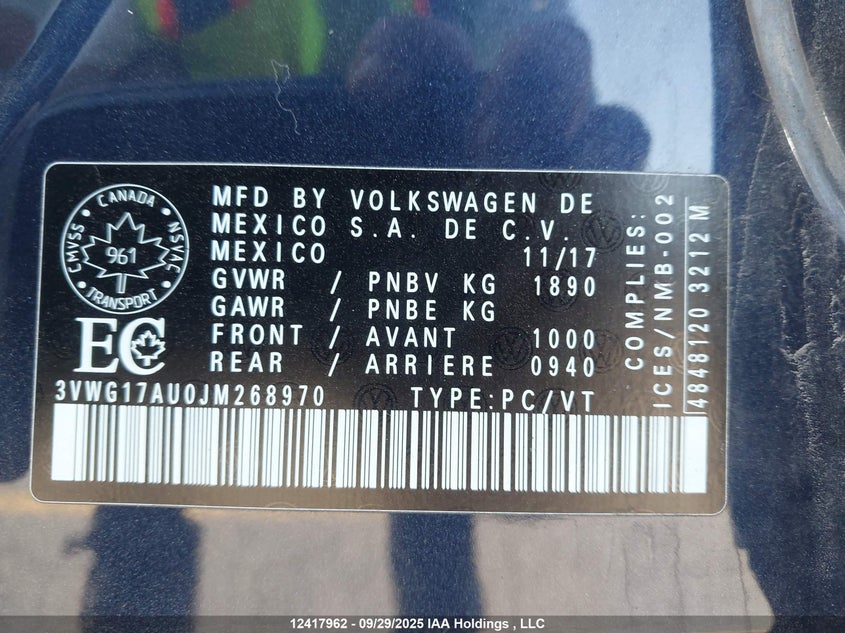 CANADA
CMVSS
NSVAC
961
TRANSPORT
EC
MFD BY VOLKSWAGEN DE
MEXICO S.A. DE C.V.
MEXICO 11/17
GVWR / PNBV KG 1890
GAWR / PNBE KG
FRONT / AVANT 1000
REAR / ARRIERE 0940
3VWG17AU0JM268970 TYPE:PC/VT
COMPLIES:
ICES/NMB-002
4848120 3212 M
12417962 - 09/29/2025 IAA Holdings , LLC